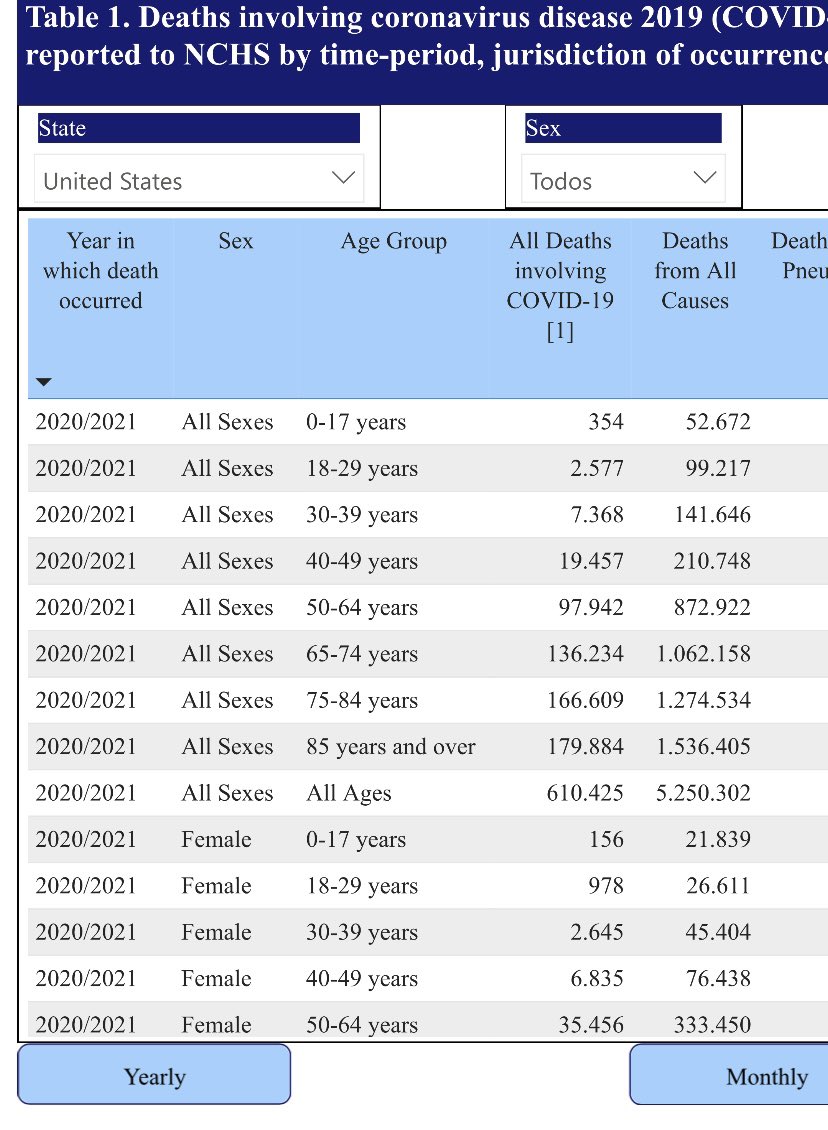 Table 1. Deaths involving coronavirus disease 2019 (COVID-
reported to NCHS by time-period, jurisdiction of occurrence
State
Sex
United States
Todos
Year in which death occurred Sex Age Group All Deaths involving COVID-19 [1] Deaths from All Causes Death Pneu
2020/2021 All Sexes 0-17 years 354 52.672
2020/2021 All Sexes 18-29 years 2.577 99.217
2020/2021 All Sexes 30-39 years 7.368 141.646
2020/2021 All Sexes 40-49 years 19.457 210.748
2020/2021 All Sexes 50-64 years 97.942 872.922
2020/2021 All Sexes 65-74 years 136.234 1.062.158
2020/2021 All Sexes 75-84 years 166.609 1.274.534
2020/2021 All Sexes 85 years and over 179.884 1.536.405
2020/2021 All Sexes All Ages 610.425 5.250.302
2020/2021 Female 0-17 years 156 21.839
2020/2021 Female 18-29 years 978 26.611
2020/2021 Female 30-39 years 2.645 45.404
2020/2021 Female 40-49 years 6.835 76.438
2020/2021 Female 50-64 years 35.456 333.450
Yearly
Monthly